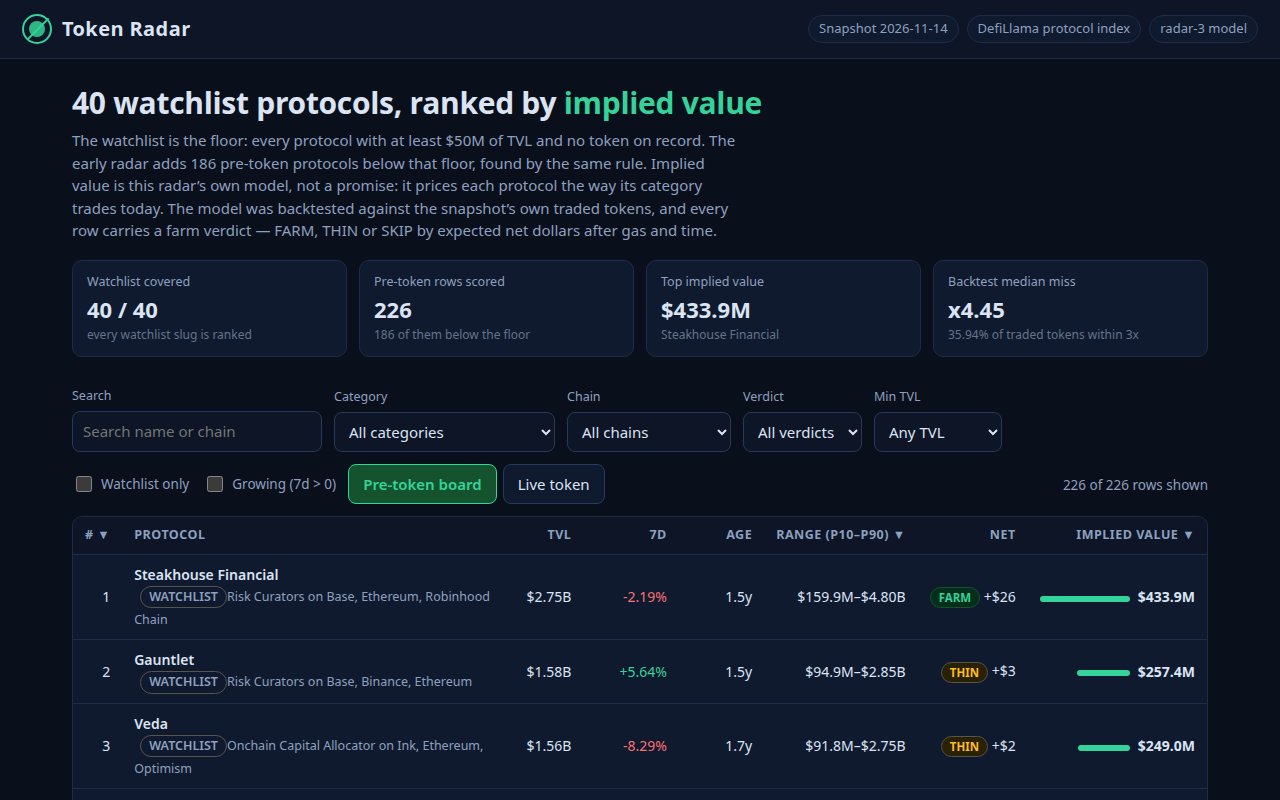 Token Radar
Snapshot 2026-11-14
DefiLlama protocol index
radar-3 model
40 watchlist protocols, ranked by implied value
The watchlist is the floor: every protocol with at least $50M of TVL and no token on record. The
early radar adds 186 pre-token protocols below that floor, found by the same rule. Implied
value is this radar’s own model, not a promise: it prices each protocol the way its category
trades today. The model was backtested against the snapshot’s own traded tokens, and every
row carries a farm verdict — FARM, THIN or SKIP by expected net dollars after gas and time.
Watchlist covered
40 / 40
every watchlist slug is ranked
Pre-token rows scored
226
186 of them below the floor
Top implied value
$433.9M
Steakhouse Financial
Backtest median miss
x4.45
35.94% of traded tokens within 3x
Search
Search name or chain
Category
All categories
Chain
All chains
Verdict
All verdicts
Min TVL
Any TVL
Watchlist only
Growing (7d > 0)
Pre-token board
Live token
226 of 226 rows shown
# ▼ PROTOCOL TVL 7D AGE RANGE (P10–P90) ▼ NET IMPLIED VALUE ▼
Steakhouse Financial
1 WATCHLIST Risk Curators on Base, Ethereum, Robinhood $2.75B -2.19% 1.5y $159.9M–$4.80B FARM +$26 $433.9M
Chain
Gauntlet
2 WATCHLIST Risk Curators on Base, Binance, Ethereum $1.58B +5.64% 1.5y $94.9M–$2.85B THIN +$3 $257.4M
Veda
3 WATCHLIST Onchain Capital Allocator on Ink, Ethereum, $1.56B -8.29% 1.7y $91.8M–$2.75B THIN +$2 $249.0M
Optimism